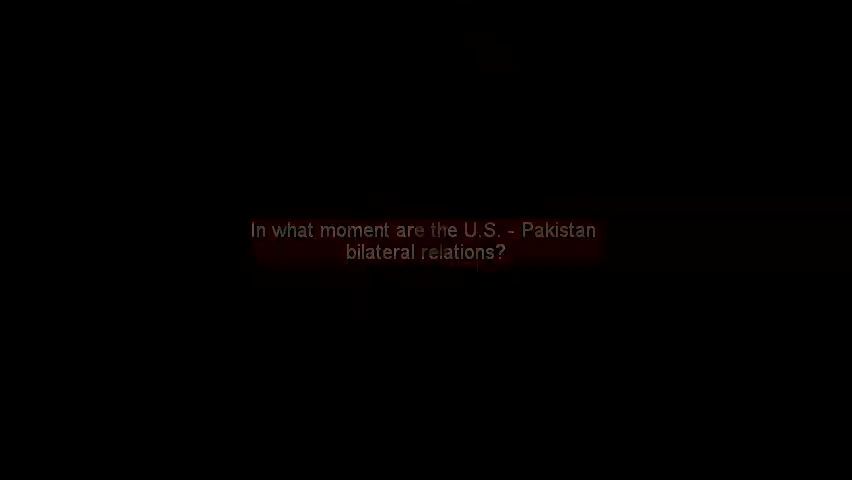 In what moment are the U.S. - Pakistan
bilateral relations?